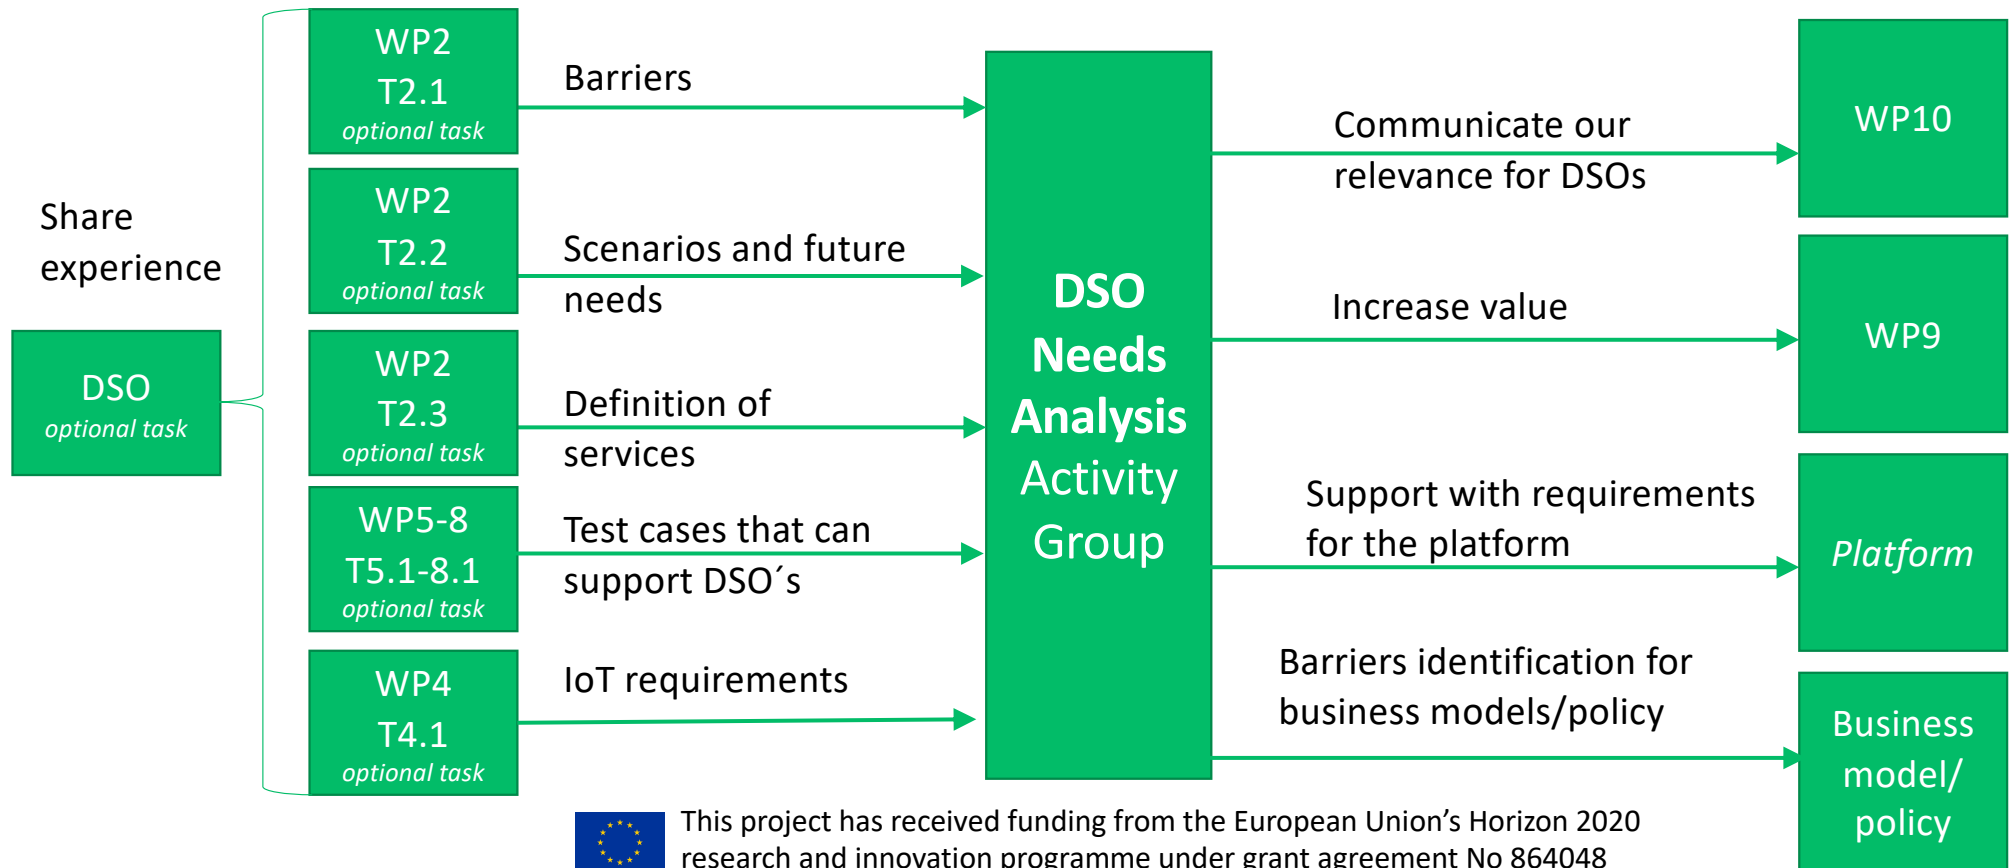 Share
experience
DSO
optional task
WP2
T2.1
optional task
WP2
T2.2
optional task
WP2
T2.3
optional task
WP5-8
T5.1-8.1
optional task
WP4
T4.1
optional task
Barriers
Scenarios and future
needs
Definition of
services
Test cases that can
support DSO´s
IoT requirements
DSO
Needs
Analysis
Activity
Group
Communicate our
relevance for DSOs
Increase value
Support with requirements
for the platform
Barriers identification for
business models/policy
WP10
WP9
Platform
Business
model/
policy
This project has received funding from the European Union’s Horizon 2020
research and innovation programme under grant agreement No 864048